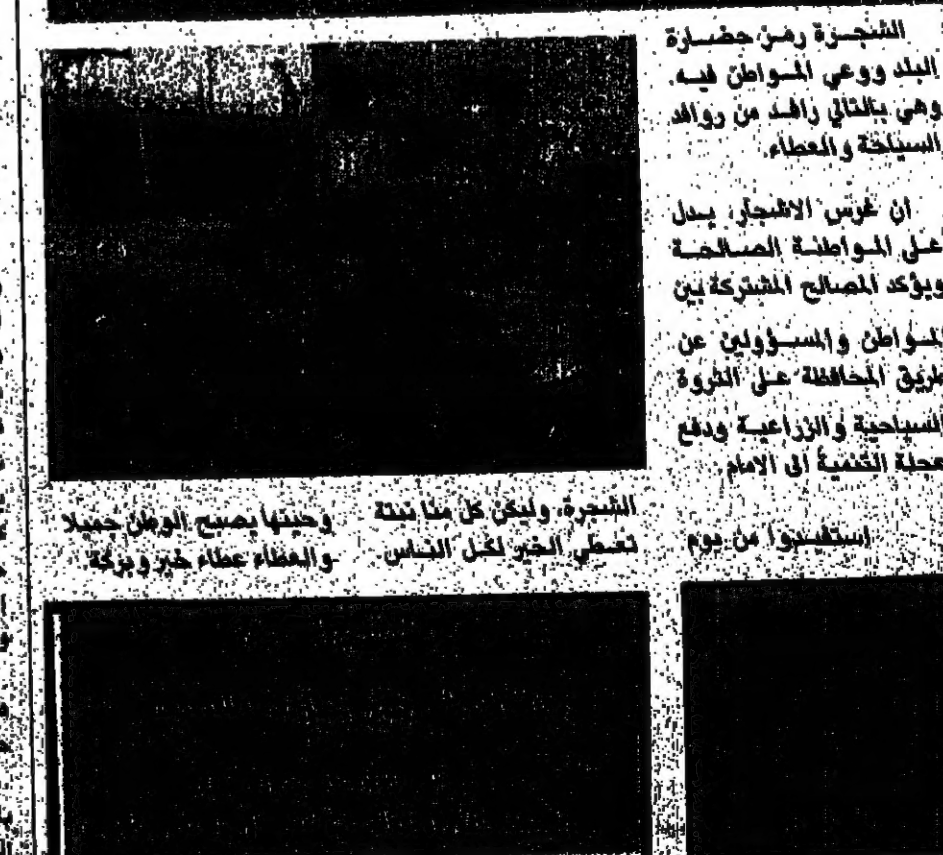 الشجرة رمز حضارة
البلد ووعي المواطن فيه.
وهي بالتالي رافد من روافد
السياحة والعطاء.
ان غرس الاشجار، يدل
على المواطنة الصالحة
ويؤكد المصالح المشتركة بين
المواطن والمسؤولين عن
طريق المحافظة على الثروة
السياحية والزراعية ودفع
عجلة التنمية الى الامام.
إستفيدوا من يوم
الشجرة، وليكن كل منا نبتة
تعطي الخير لكل الناس
وحينها يصبح الوطن جميلا
والعطاء عطاء خير وبركة